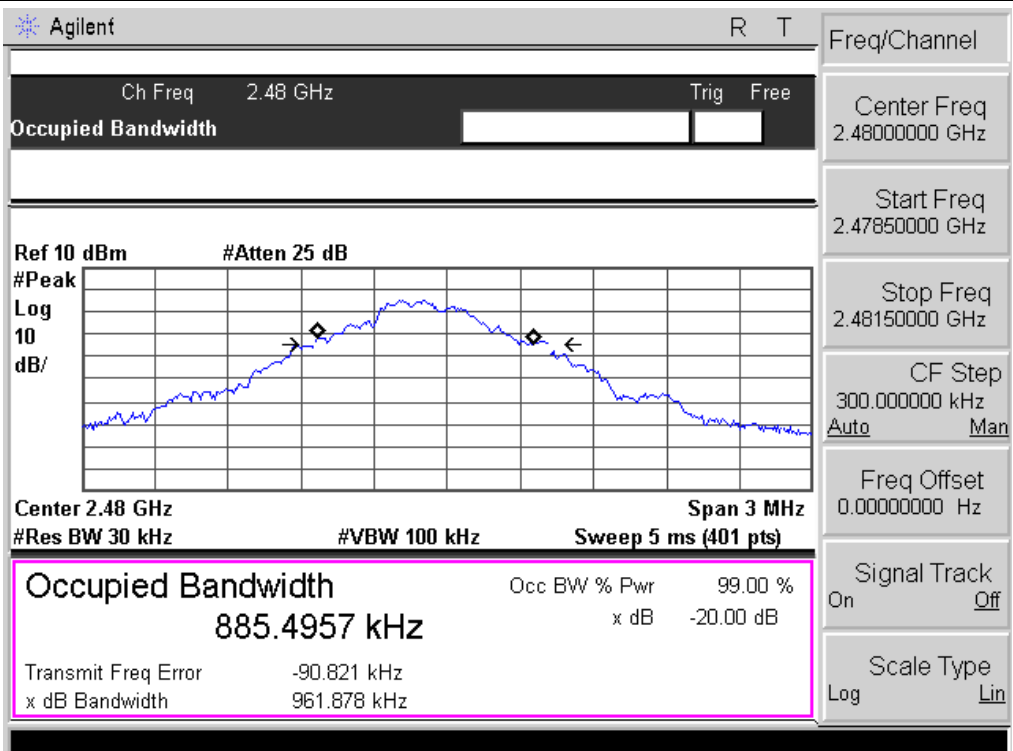 Agilent R T
Ch Freq 2.48 GHz Trig Free
Occupied Bandwidth
Ref 10 dBm #Atten 25 dB
#Peak
Log
10
dB/
Center 2.48 GHz Span 3 MHz
#Res BW 30 kHz #VBW 100 kHz Sweep 5 ms (401 pts)
Occupied Bandwidth
885.4957 kHz
Occ BW % Pwr 99.00 %
x dB -20.00 dB
Transmit Freq Error -90.821 kHz
x dB Bandwidth 961.878 kHz
Freq/Channel
Center Freq
2.48000000 GHz
Start Freq
2.47850000 GHz
Stop Freq
2.48150000 GHz
CF Step
300.000000 kHz
Auto Man
Freq Offset
0.00000000 Hz
Signal Track
On Off
Scale Type
Log Lin